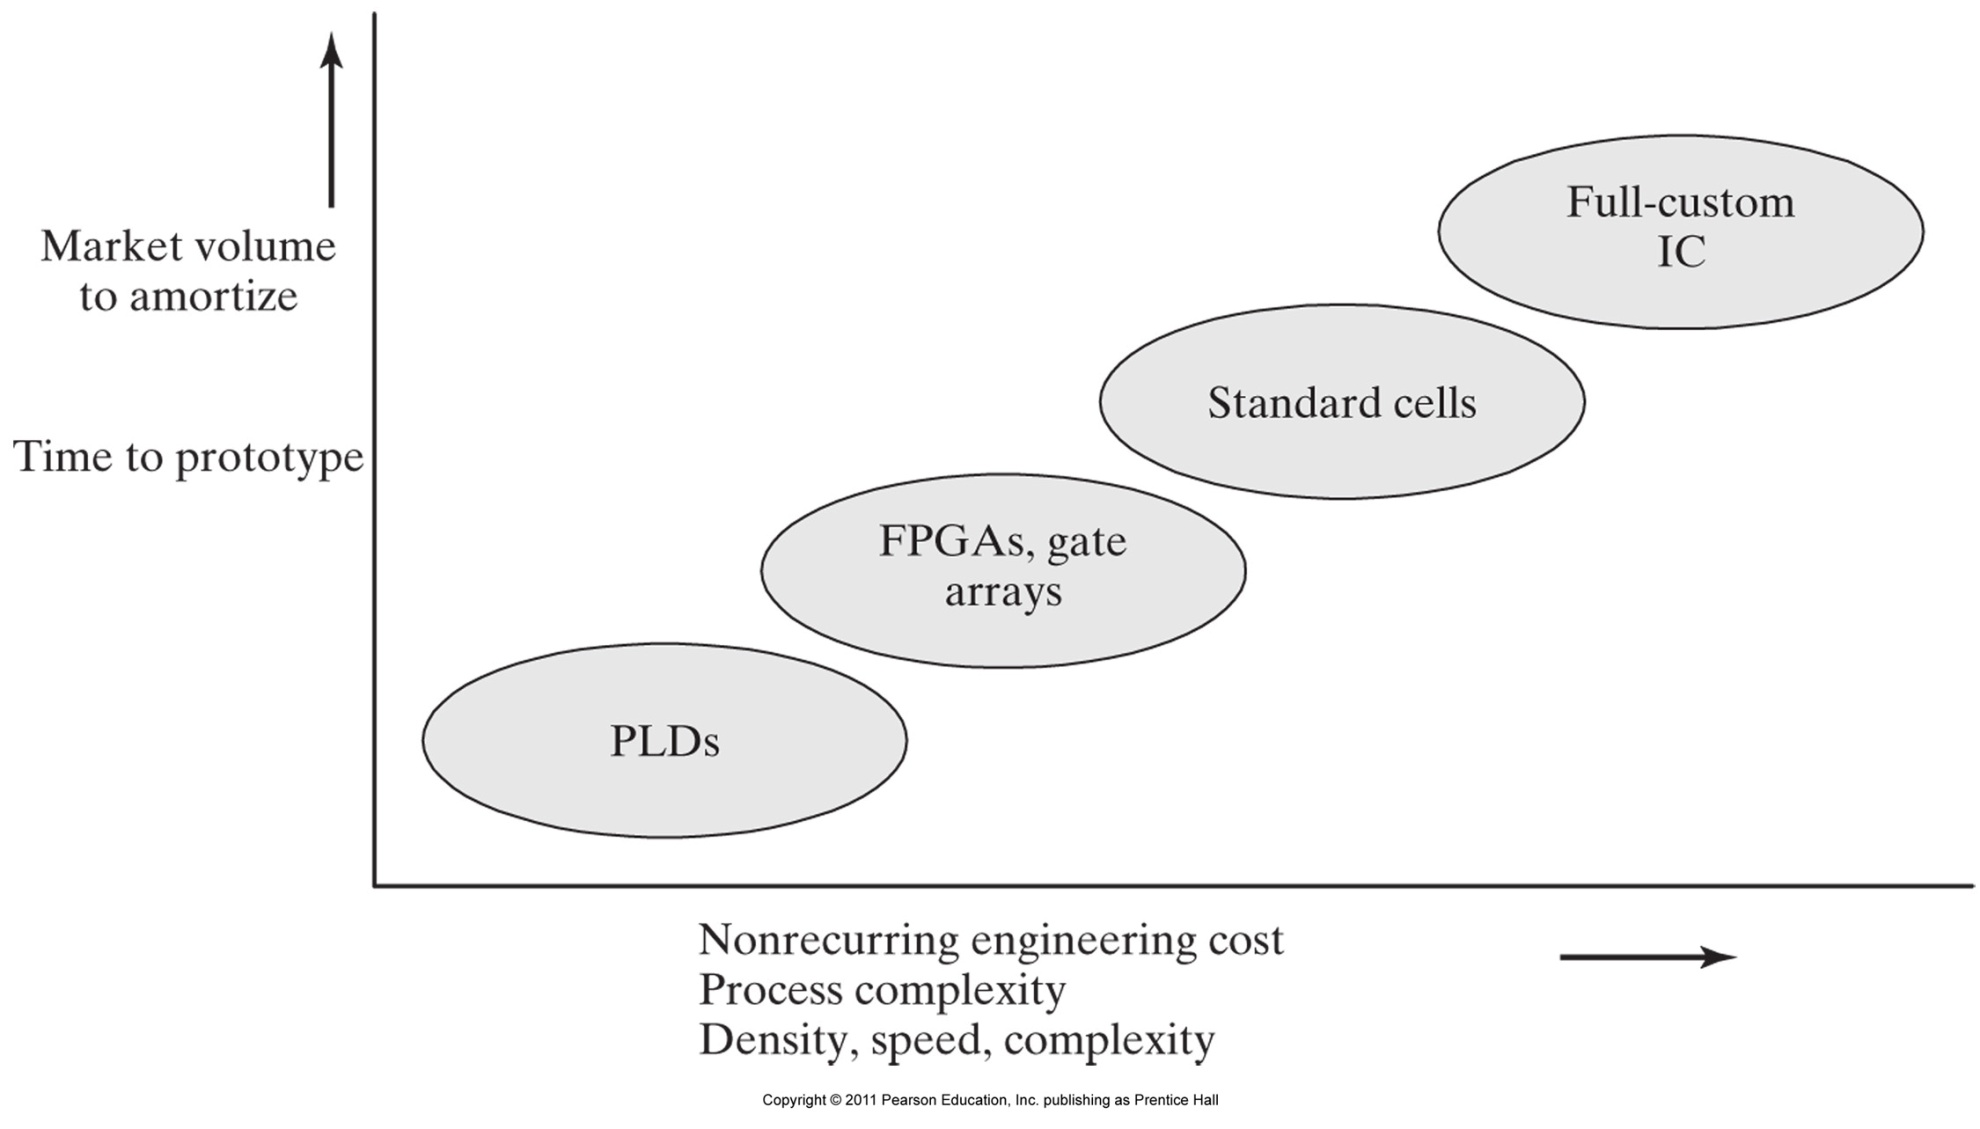 Market volume
to amortize
Time to prototype
Full-custom
IC
Standard cells
FPGAs, gate
arrays
PLDs
Nonrecurring engineering cost
Process complexity
Density, speed, complexity
Copyright © 2011 Pearson Education, Inc. publishing as Prentice Hall